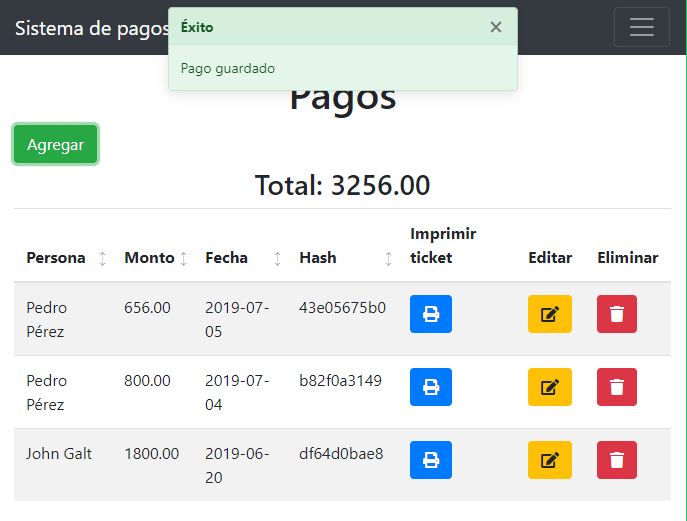 Sistema de pagos
Éxito ×
Pago guardado
Pagos
Agregar
Total: 3256.00
Persona Monto Fecha Hash Imprimir ticket Editar Eliminar
Pedro Pérez 656.00 2019-07-05 43e05675b0
Pedro Pérez 800.00 2019-07-04 b82f0a3149
John Galt 1800.00 2019-06-20 df64d0bae8